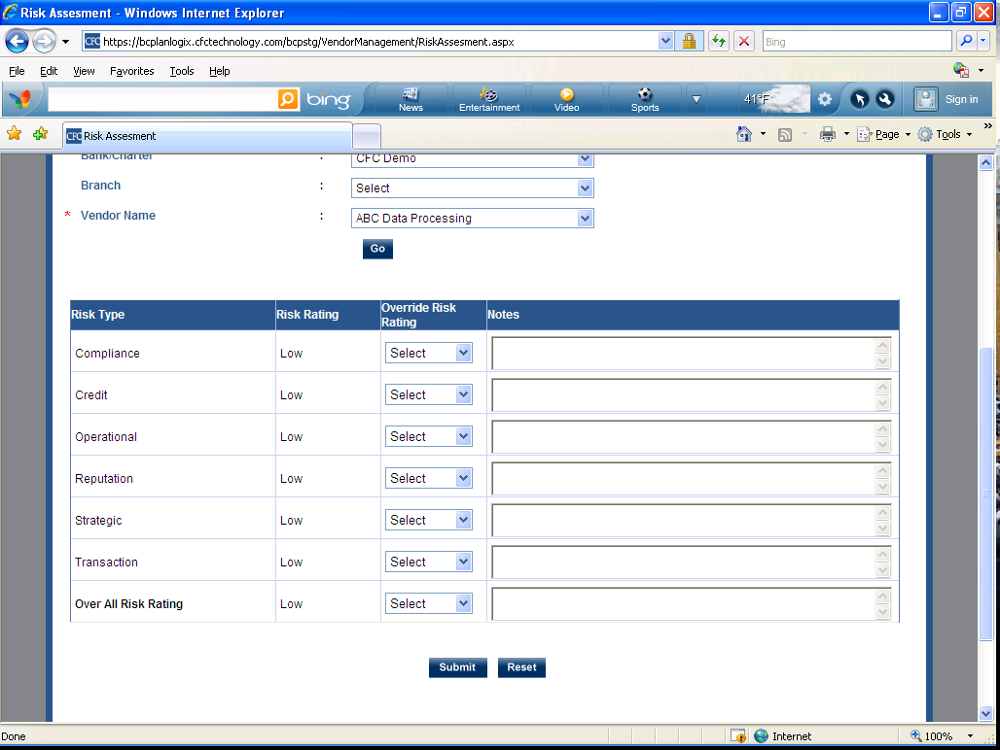 Risk Assesment - Windows Internet Explorer
CFC https://bcplanlogix.cfctechnology.com/bcpstg/VendorManagement/RiskAssesment.aspx Bing
File Edit View Favorites Tools Help
bing News Entertainment Video Sports 41°F Sign in
CFC Risk Assesment Page Tools »
Bank/Charter : CFC Demo
Branch : Select
* Vendor Name : ABC Data Processing
Go
Risk Type Risk Rating Override Risk Rating Notes
Compliance Low Select
Credit Low Select
Operational Low Select
Reputation Low Select
Strategic Low Select
Transaction Low Select
Over All Risk Rating Low Select
Submit Reset
Done Internet 100%